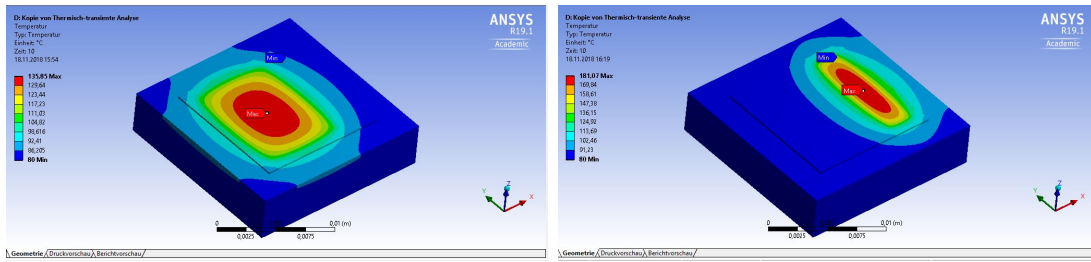 D: Kopie von Thermisch-transiente Analyse
Temperatur
Typ: Temperatur
Einheit: °C
Zeit: 10
18.11.2018 15:54
135,85 Max
129,64
123,44
117,23
111,03
104,82
98,616
92,41
86,205
80 Min
ANSYS
R19.1
Academic
Min
Max
Z
Y
X
0
0,01 (m)
0,0025
0,0075
Geometrie
Druckvorschau
Berichtvorschau
D: Kopie von Thermisch-transiente Analyse
Temperatur
Typ: Temperatur
Einheit: °C
Zeit: 10
18.11.2018 16:19
181,07 Max
169,84
158,61
147,38
136,15
124,92
113,69
102,46
91,23
80 Min
ANSYS
R19.1
Academic
Min
Max
Z
Y
X
0
0,01 (m)
0,0025
0,0075
Geometrie
Druckvorschau
Berichtvorschau